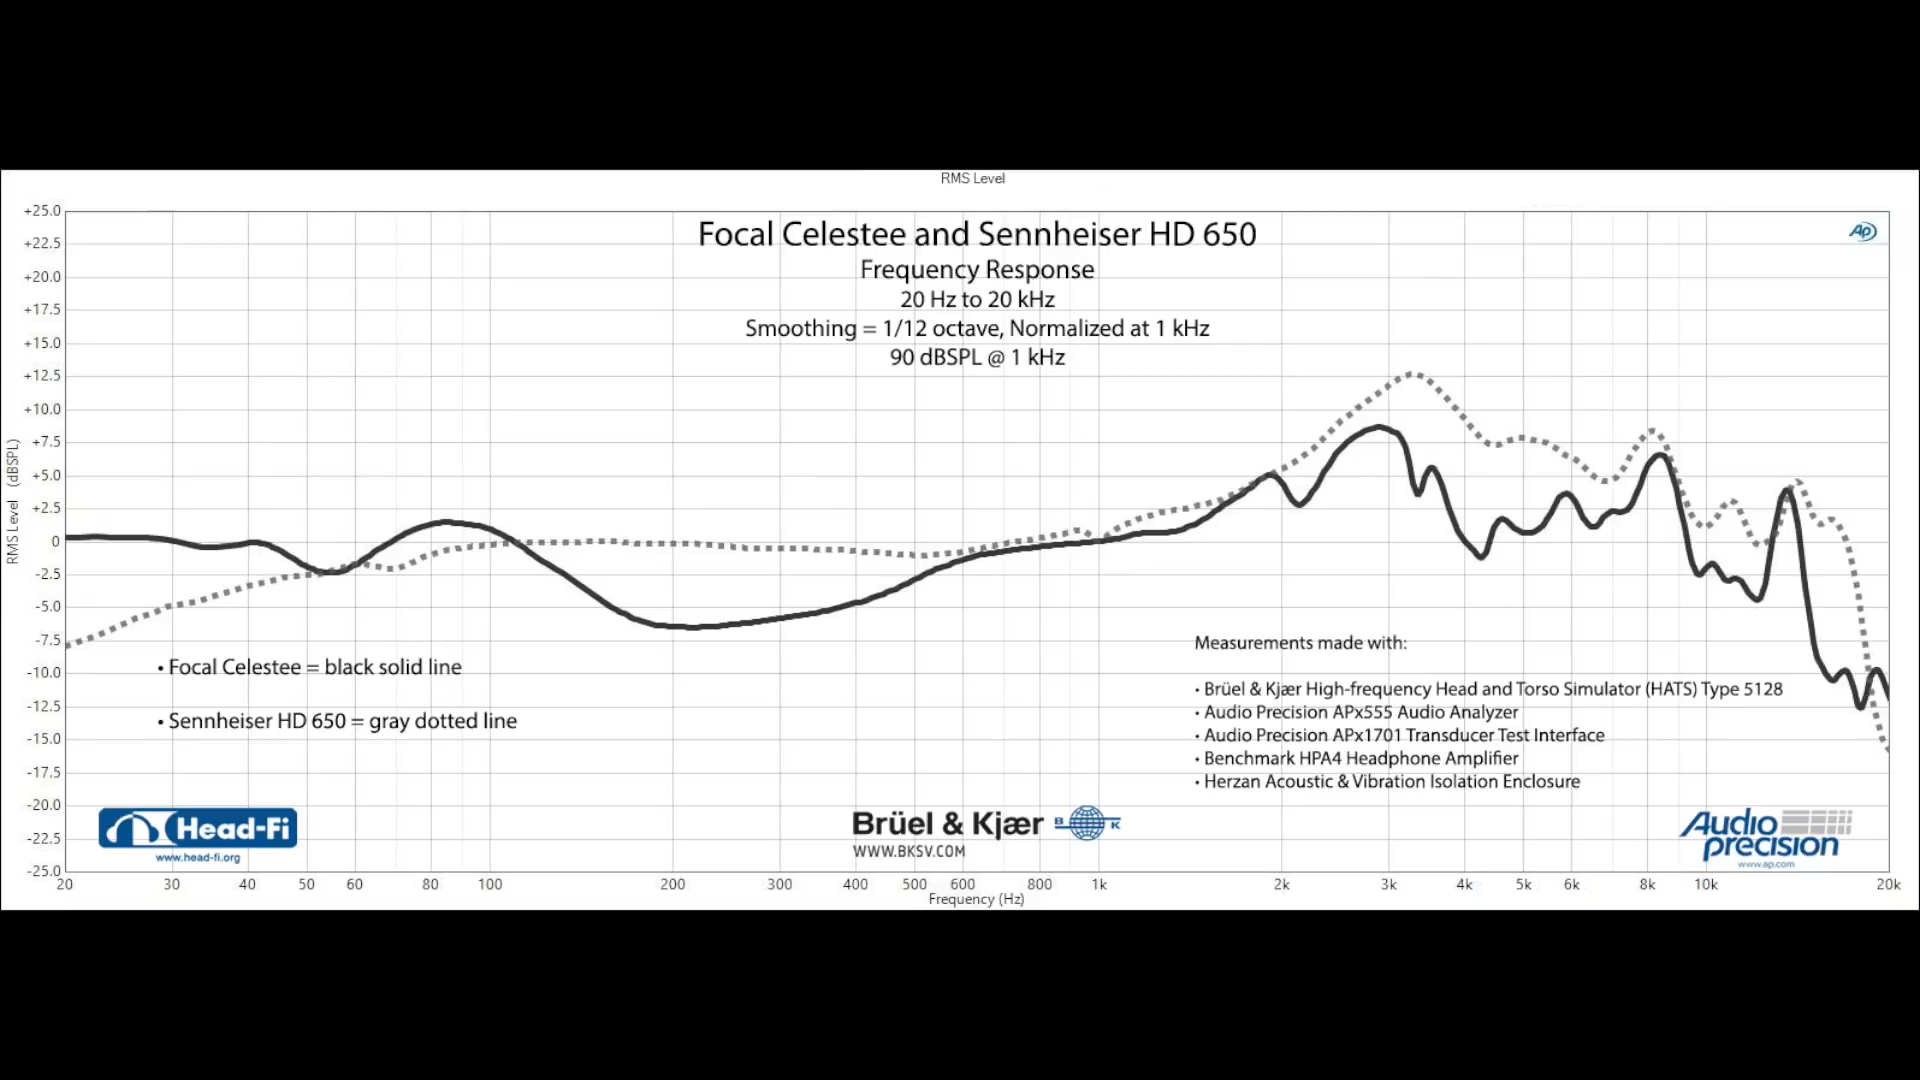 RMS Level
+25.0
+22.5
+20.0
+17.5
+15.0
+12.5
+10.0
+7.5
+5.0
+2.5
0
-2.5
-5.0
-7.5
-10.0
-12.5
-15.0
-17.5
-20.0
-22.5
-25.0
RMS Level (dBSPL)
Focal Celestee and Sennheiser HD 650
Frequency Response
20 Hz to 20 kHz
Smoothing = 1/12 octave, Normalized at 1 kHz
90 dBSPL @ 1 kHz
AP
• Focal Celestee = black solid line
• Sennheiser HD 650 = gray dotted line
Measurements made with:
• Brüel & Kjær High-frequency Head and Torso Simulator (HATS) Type 5128
• Audio Precision APx555 Audio Analyzer
• Audio Precision APx1701 Transducer Test Interface
• Benchmark HPA4 Headphone Amplifier
• Herzan Acoustic & Vibration Isolation Enclosure
Head-Fi
www.head-fi.org
Brüel & Kjær B K
WWW.BKSV.COM
Audio
precision
www.ap.com
20 30 40 50 60 80 100 200 300 400 500 600 800 1k 2k 3k 4k 5k 6k 8k 10k 20k
Frequency (Hz)